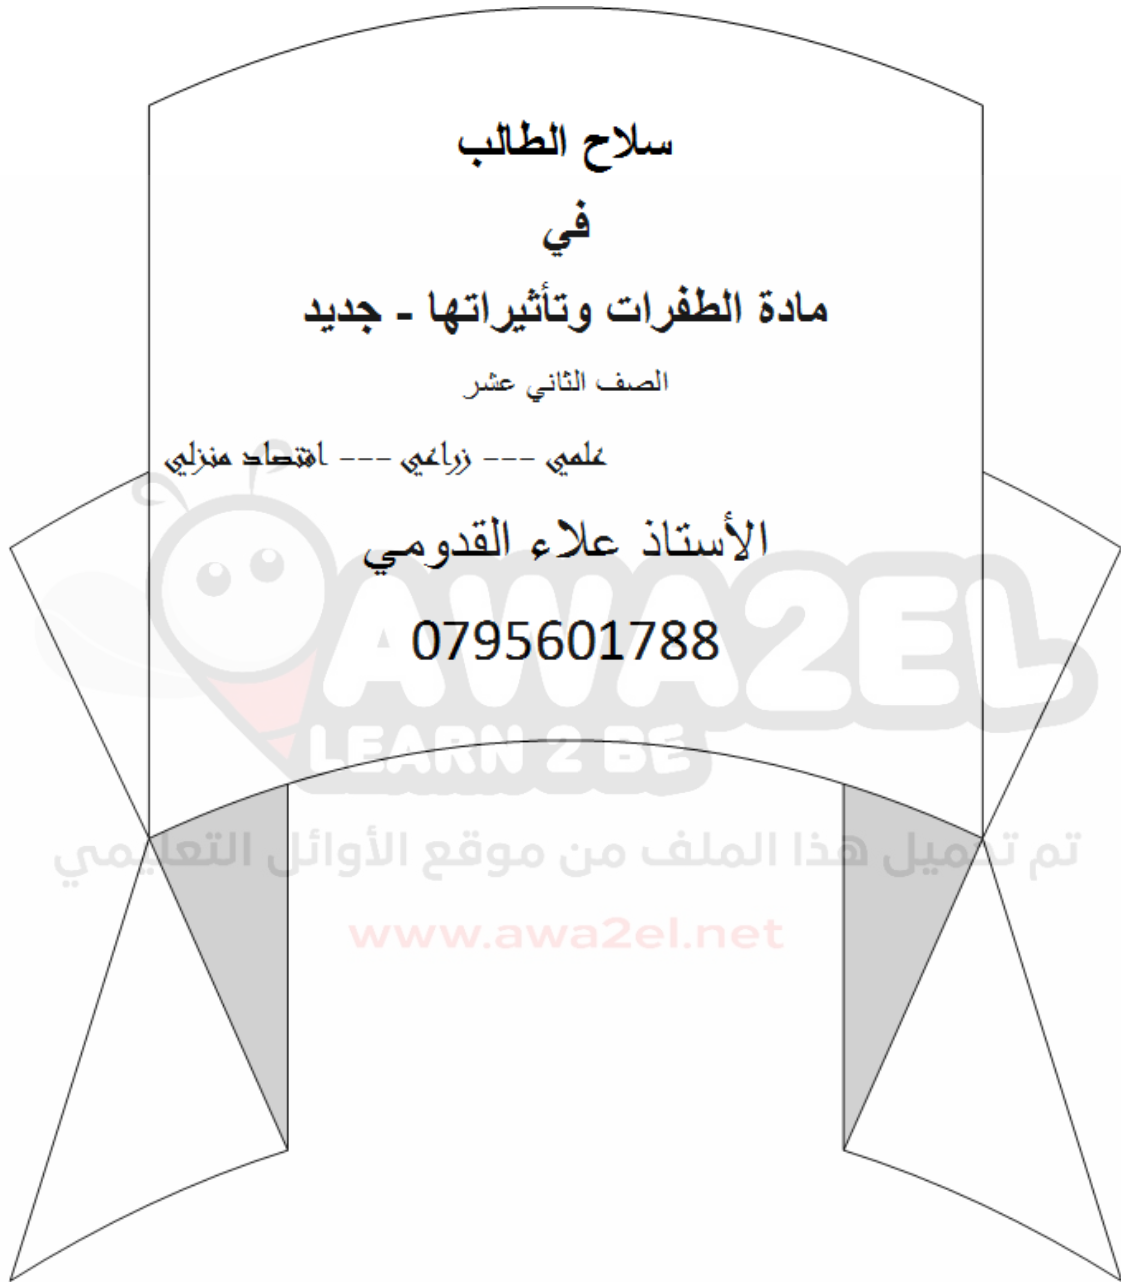 سلاح الطالب
في
مادة الطفرات وتأثيراتها - جديد
الصف الثاني عشر
علمي --- زراعي --- اقتصاد منزلي
الأستاذ علاء القدومي
0795601788
AWA2EL
LEARN 2 BE
تم تحميل هذا الملف من موقع الأوائل التعليمي
www.awa2el.net